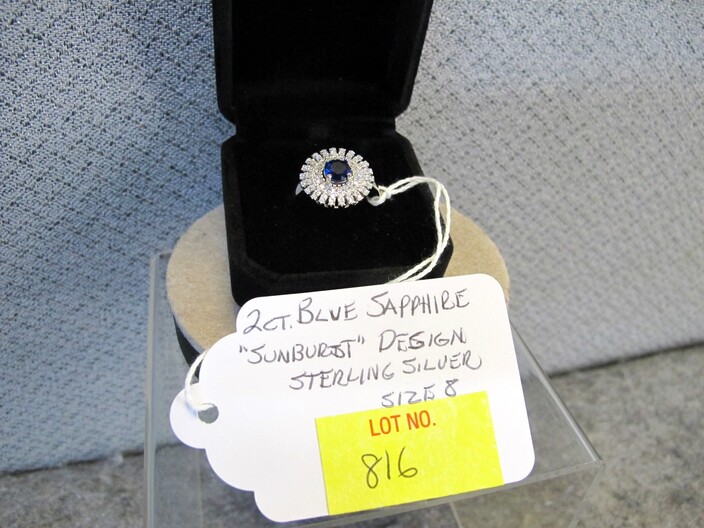 2CT. BLUE SAPPHIRE
"SUNBURST" DESIGN
STERLING SILVER
SIZE 8
LOT NO.
816